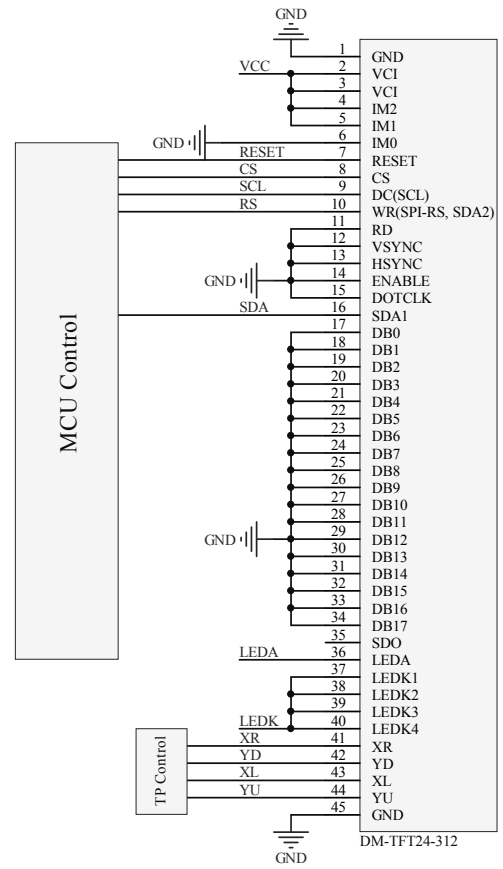 GND
1 GND
VCC 2 VCI
3 VCI
4 IM2
5 IM1
GND 6 IM0
RESET 7 RESET
CS 8 CS
SCL 9 DC(SCL)
RS 10 WR(SPI-RS, SDA2)
11 RD
12 VSYNC
13 HSYNC
GND 14 ENABLE
15 DOTCLK
SDA 16 SDA1
17 DB0
18 DB1
19 DB2
20 DB3
21 DB4
22 DB5
23 DB6
24 DB7
25 DB8
26 DB9
27 DB10
28 DB11
GND 29 DB12
30 DB13
31 DB14
32 DB15
33 DB16
34 DB17
35 SDO
LEDA 36 LEDA
37 LEDK1
38 LEDK2
39 LEDK3
LEDK 40 LEDK4
XR 41 XR
YD 42 YD
XL 43 XL
YU 44 YU
45 GND
GND
DM-TFT24-312
MCU Control
TP Control